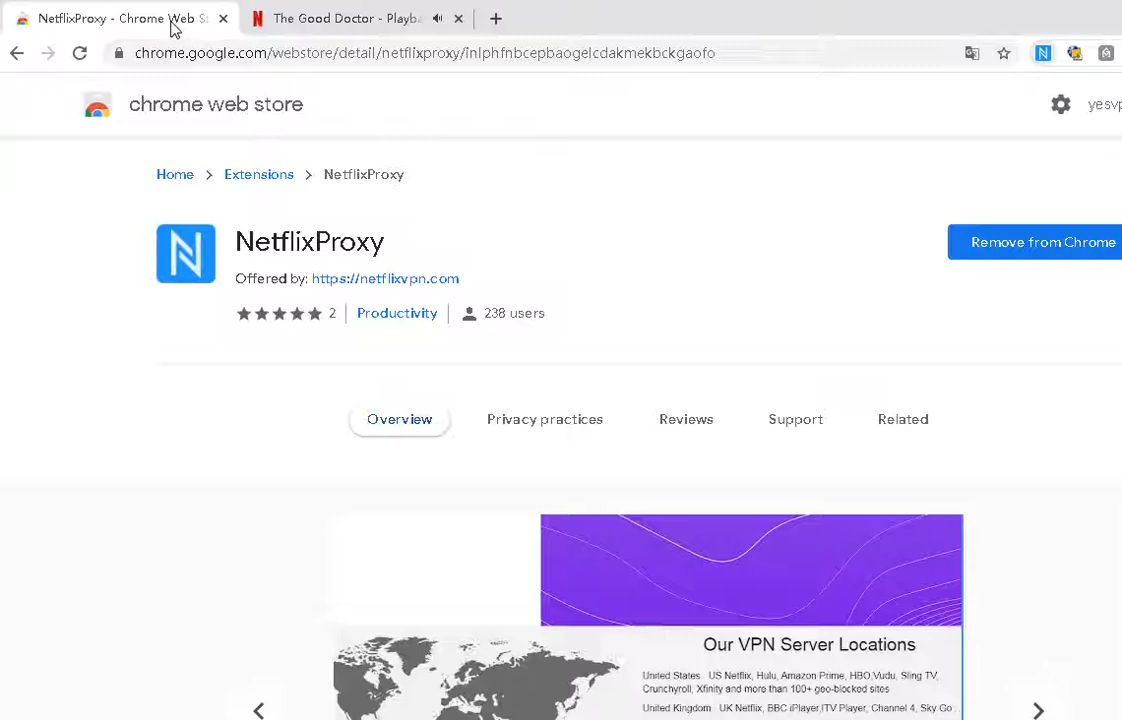 NetflixProxy - Chrome Web St
The Good Doctor - Playba
chrome.google.com/webstore/detail/netflixproxy/inlphfnbcepbaogelcdakmekbckgaofo
chrome web store
yesvp
Home > Extensions > NetflixProxy
N
NetflixProxy
Remove from Chrome
Offered by: https://netflixvpn.com
2 | Productivity | 238 users
Overview
Privacy practices
Reviews
Support
Related
Our VPN Server Locations
United States US Netflix, Hulu, Amazon Prime, HBO,Vudu, Sling TV,
Crunchyroll, Xfinity and more than 100+ geo-blocked sites
United Kingdom UK Netflix, BBC iPlayer,ITV Player, Channel 4, Sky Go